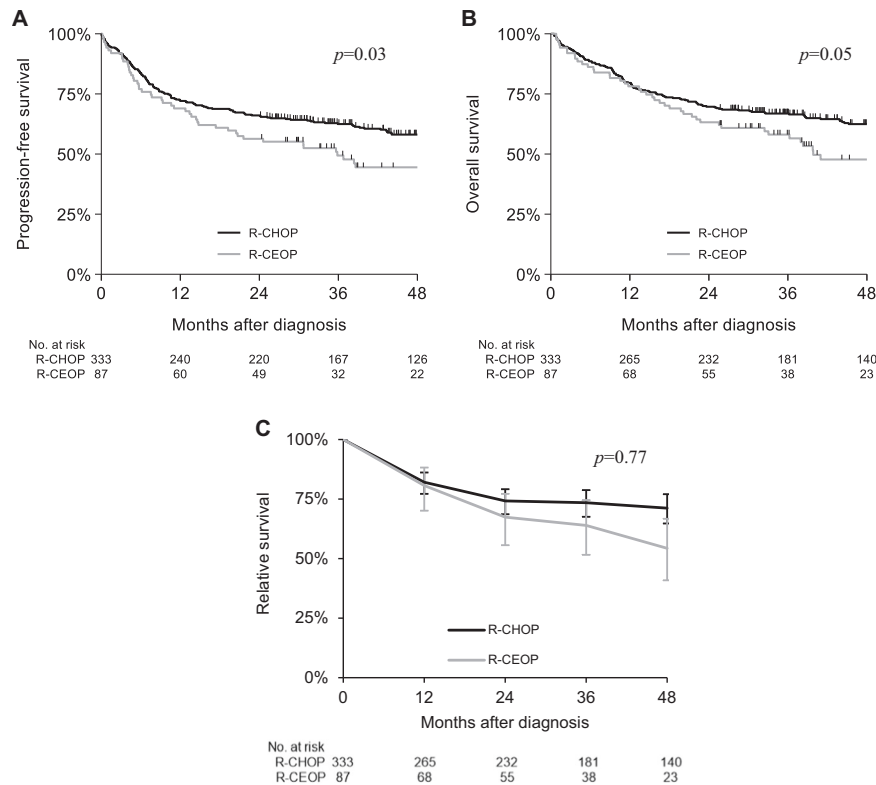 A
100%
75%
50%
25%
0%
Progression-free survival
p=0.03
R-CHOP
R-CEOP
0 12 24 36 48
Months after diagnosis
No. at risk
R-CHOP 333 240 220 167 126
R-CEOP 87 60 49 32 22
B
100%
75%
50%
25%
0%
Overall survival
p=0.05
R-CHOP
R-CEOP
0 12 24 36 48
Months after diagnosis
No. at risk
R-CHOP 333 265 232 181 140
R-CEOP 87 68 55 38 23
C
100%
75%
50%
25%
0%
Relative survival
p=0.77
R-CHOP
R-CEOP
0 12 24 36 48
Months after diagnosis
No. at risk
R-CHOP 333 265 232 181 140
R-CEOP 87 68 55 38 23